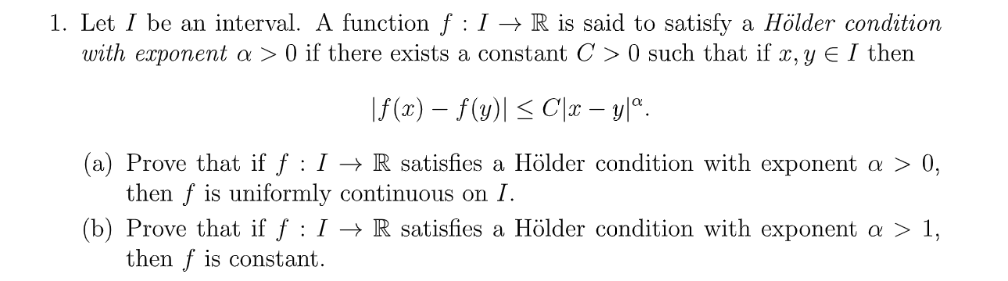 1. Let I be an interval. A function f : I → ℝ is said to satisfy a Hölder condition
with exponent α > 0 if there exists a constant C > 0 such that if x, y ∈ I then
|f(x) − f(y)| ≤ C|x − y|^α.
(a) Prove that if f : I → ℝ satisfies a Hölder condition with exponent α > 0,
then f is uniformly continuous on I.
(b) Prove that if f : I → ℝ satisfies a Hölder condition with exponent α > 1,
then f is constant.